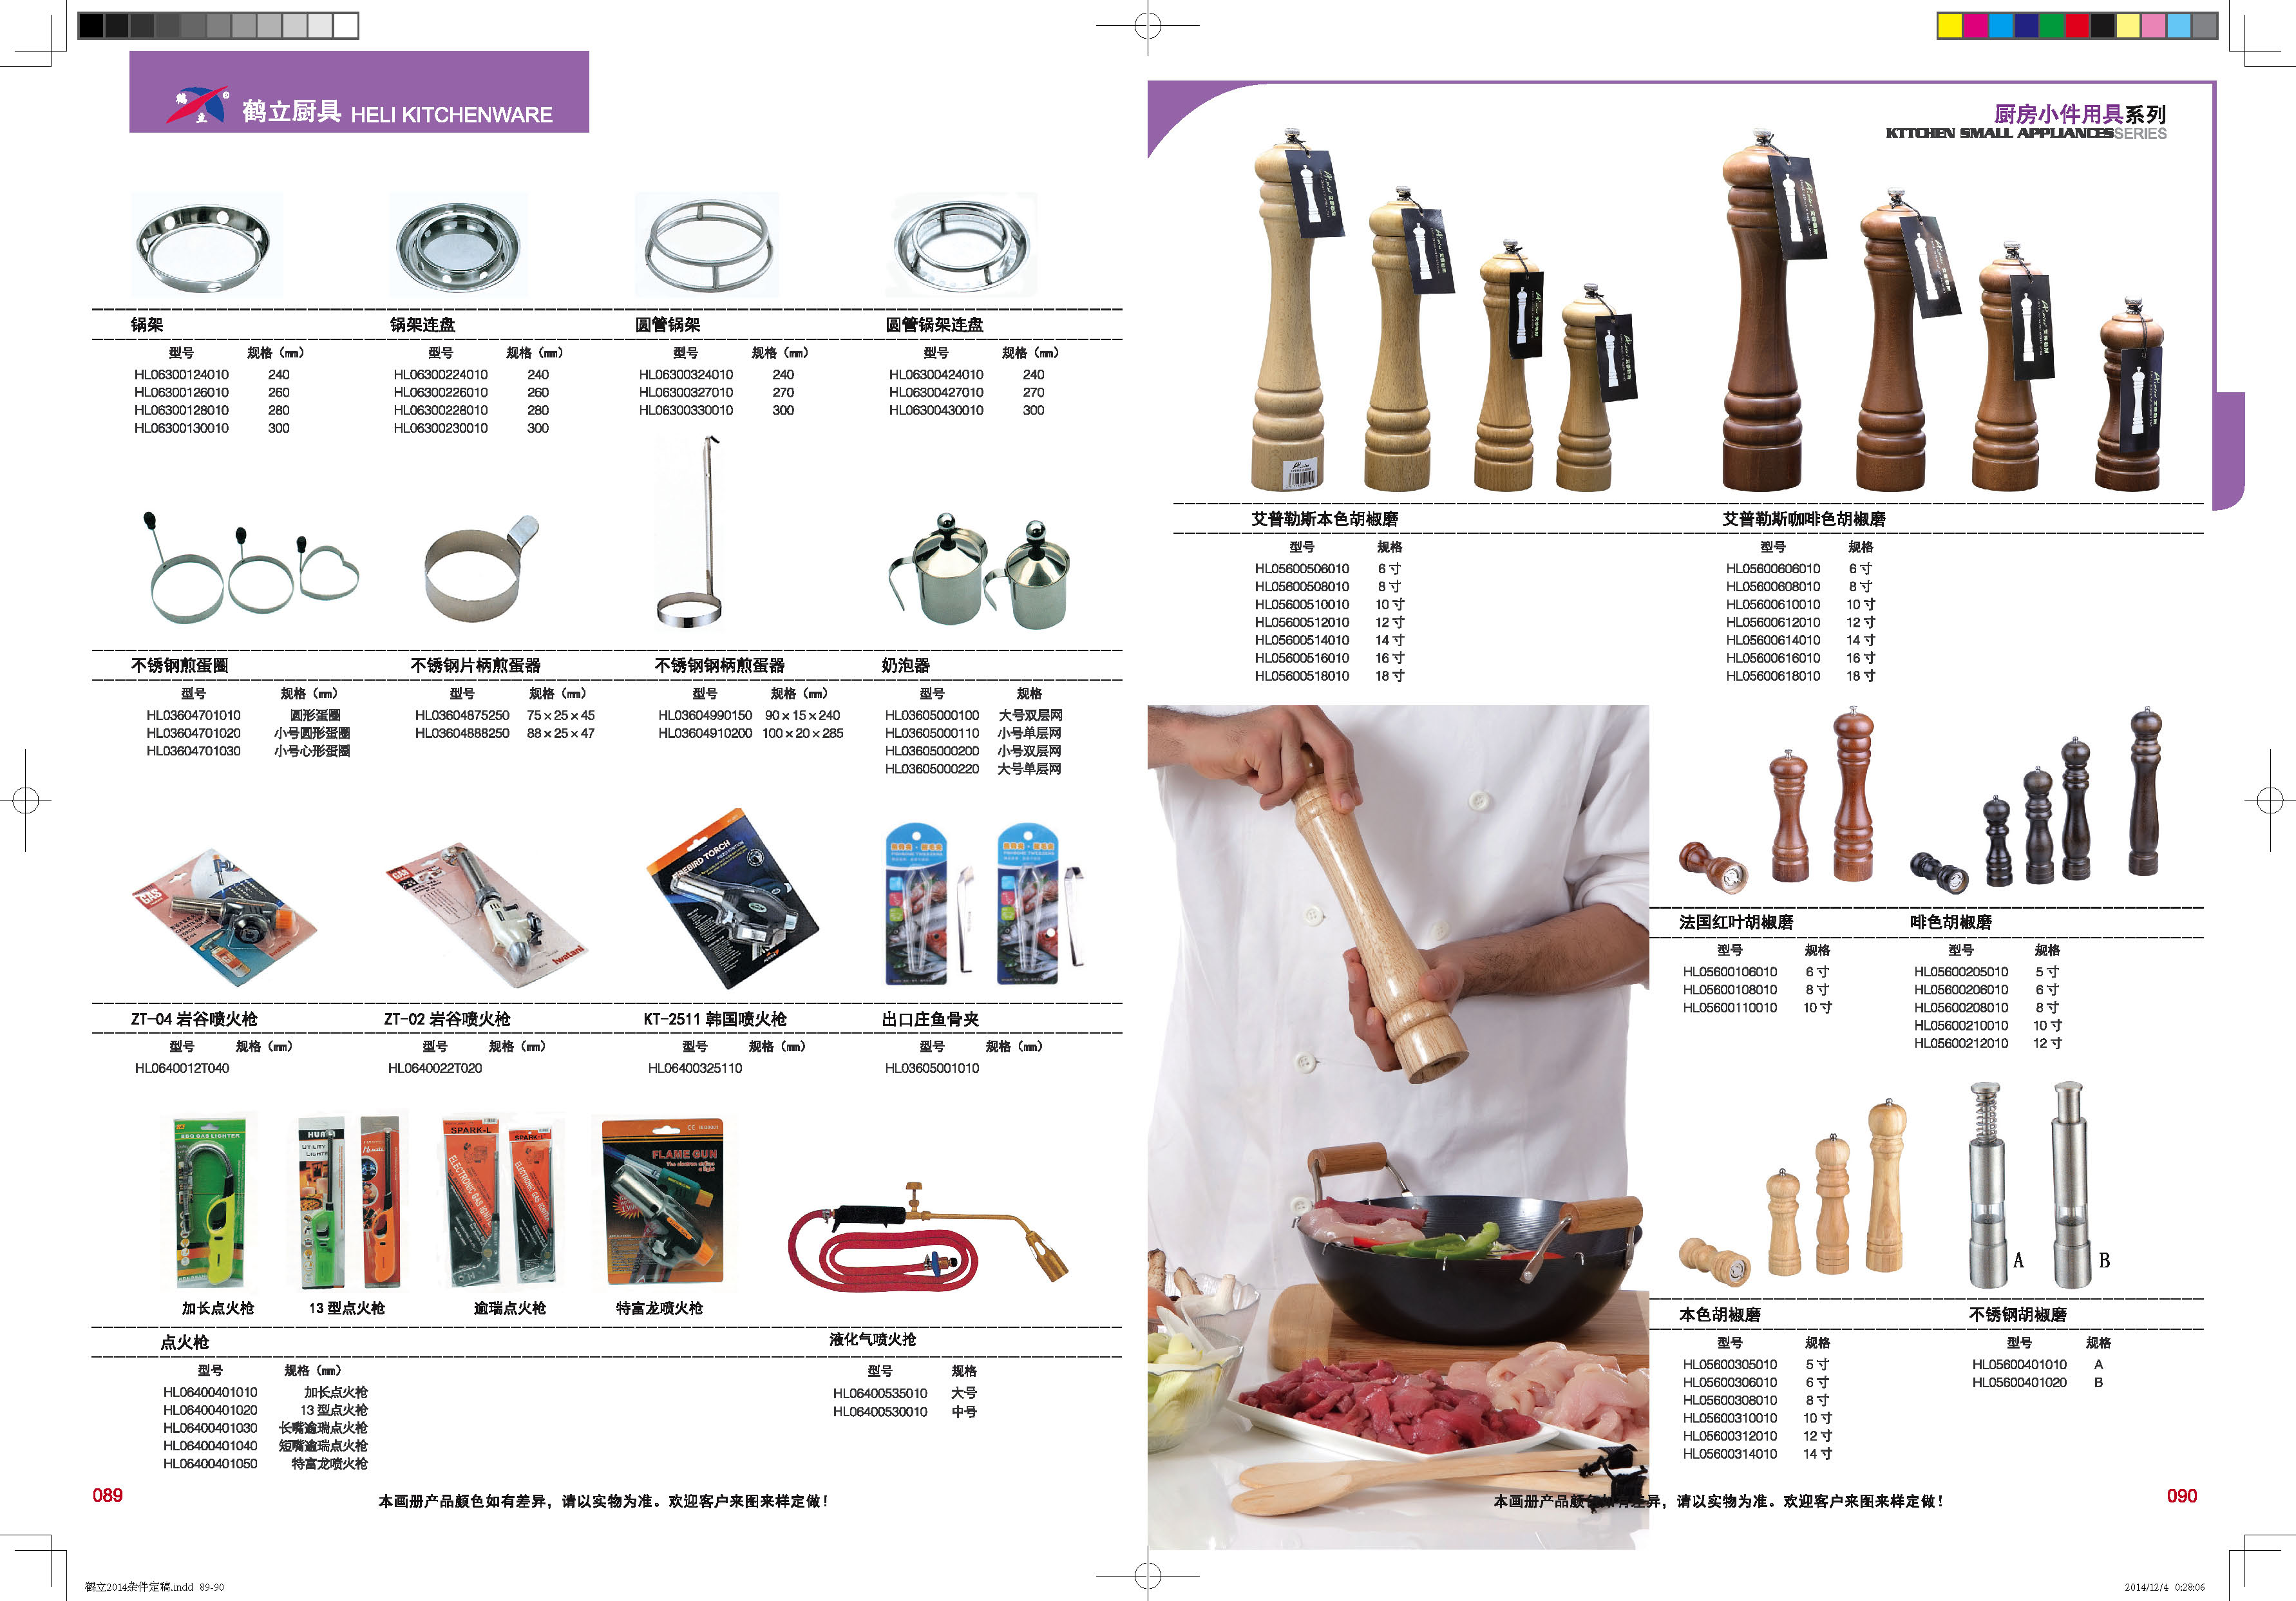 鹤立厨具 HELI KITCHENWARE
锅架
型号 规格（mm）
HL06300124010 240
HL06300126010 260
HL06300128010 280
HL06300130010 300
锅架连盘
型号 规格（mm）
HL06300224010 240
HL06300226010 260
HL06300228010 280
HL06300230010 300
圆管锅架
型号 规格（mm）
HL06300324010 240
HL06300327010 270
HL06300330010 300
圆管锅架连盘
型号 规格（mm）
HL06300424010 240
HL06300427010 270
HL06300430010 300
不锈钢煎蛋圈
型号 规格（mm）
HL03604701010 圆形蛋圈
HL03604701020 小号圆形蛋圈
HL03604701030 小号心形蛋圈
不锈钢片柄煎蛋器
型号 规格（mm）
HL03604875250 75×25×45
HL03604888250 88×25×47
不锈钢钢柄煎蛋器
型号 规格（mm）
HL03604990150 90×15×240
HL03604910200 100×20×285
奶泡器
型号 规格
HL03605000100 大号双层网
HL03605000110 小号单层网
HL03605000200 小号双层网
HL03605000220 大号单层网
ZT-04 岩谷喷火枪
型号 规格（mm）
HL0640012T040
ZT-02 岩谷喷火枪
型号 规格（mm）
HL0640022T020
KT-2511 韩国喷火枪
型号 规格（mm）
HL06400325110
出口庄鱼骨夹
型号 规格（mm）
HL03605001010
BBQ GAS LIGHTER
SPARK-L
ELECTRONIC GAS
FLAME GUN
加长点火枪
13 型点火枪
逾瑞点火枪
特富龙喷火枪
点火枪
型号 规格（mm）
HL06400401010 加长点火枪
HL06400401020 13 型点火枪
HL06400401030 长嘴逾瑞点火枪
HL06400401040 短嘴逾瑞点火枪
HL06400401050 特富龙喷火枪
液化气喷火抢
型号 规格
HL06400535010 大号
HL06400530010 中号
089
本画册产品颜色如有差异，请以实物为准。欢迎客户来图来样定做！
厨房小件用具系列
KTTCHEN SMALL APPLIANCES SERIES
艾普勒斯本色胡椒磨
型号 规格
HL05600506010 6 寸
HL05600508010 8 寸
HL05600510010 10 寸
HL05600512010 12 寸
HL05600514010 14 寸
HL05600516010 16 寸
HL05600518010 18 寸
艾普勒斯咖啡色胡椒磨
型号 规格
HL05600606010 6 寸
HL05600608010 8 寸
HL05600610010 10 寸
HL05600612010 12 寸
HL05600614010 14 寸
HL05600616010 16 寸
HL05600618010 18 寸
法国红叶胡椒磨
型号 规格
HL05600106010 6 寸
HL05600108010 8 寸
HL05600110010 10 寸
啡色胡椒磨
型号 规格
HL05600205010 5 寸
HL05600206010 6 寸
HL05600208010 8 寸
HL05600210010 10 寸
HL05600212010 12 寸
A
B
本色胡椒磨
型号 规格
HL05600305010 5 寸
HL05600306010 6 寸
HL05600308010 8 寸
HL05600310010 10 寸
HL05600312010 12 寸
HL05600314010 14 寸
不锈钢胡椒磨
型号 规格
HL05600401010 A
HL05600401020 B
本画册产品颜色如有差异，请以实物为准。欢迎客户来图来样定做！
090
鹤立2014杂件定稿.indd 89-90
2014/12/4 0:28:06